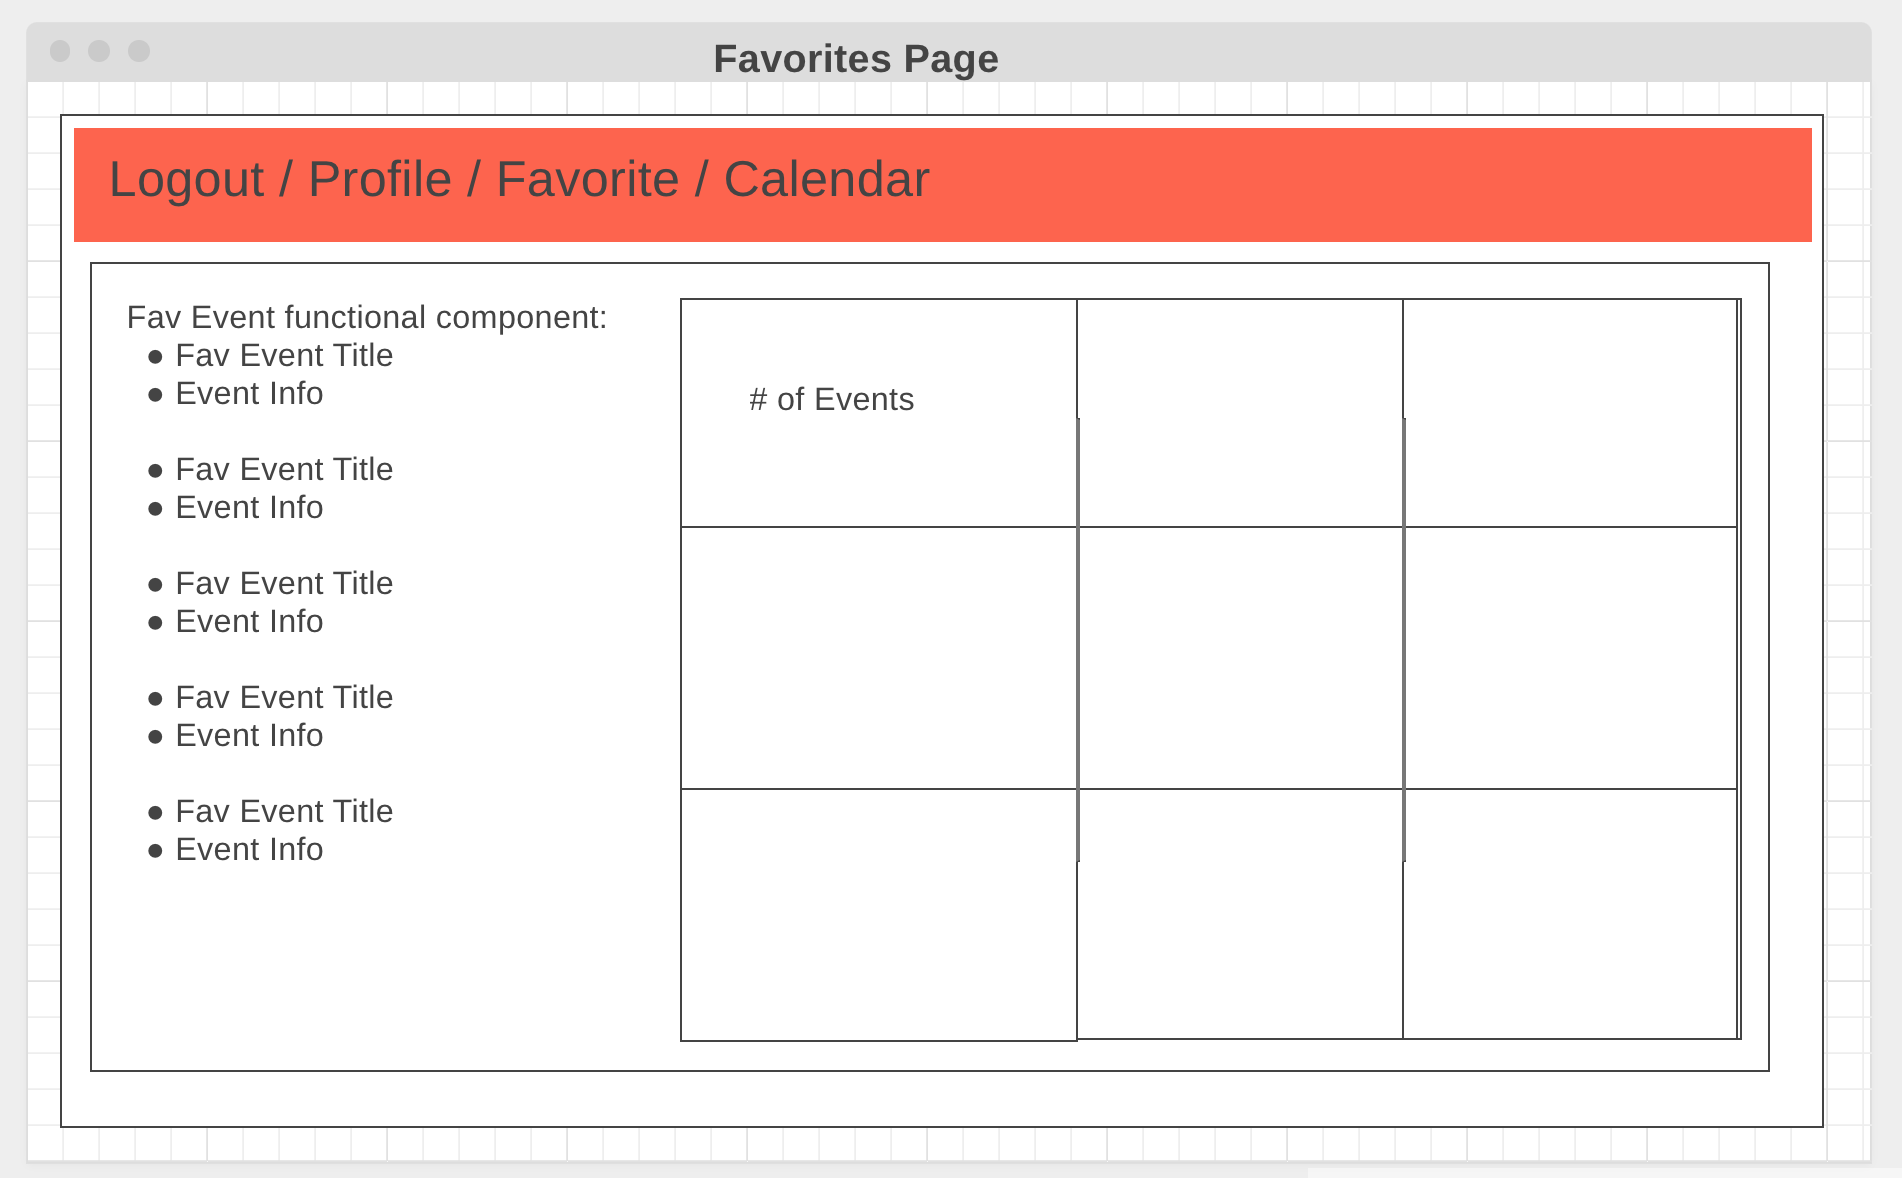 Favorites Page
Logout / Profile / Favorite / Calendar
Fav Event functional component:
● Fav Event Title
● Event Info
● Fav Event Title
● Event Info
● Fav Event Title
● Event Info
● Fav Event Title
● Event Info
● Fav Event Title
● Event Info
# of Events